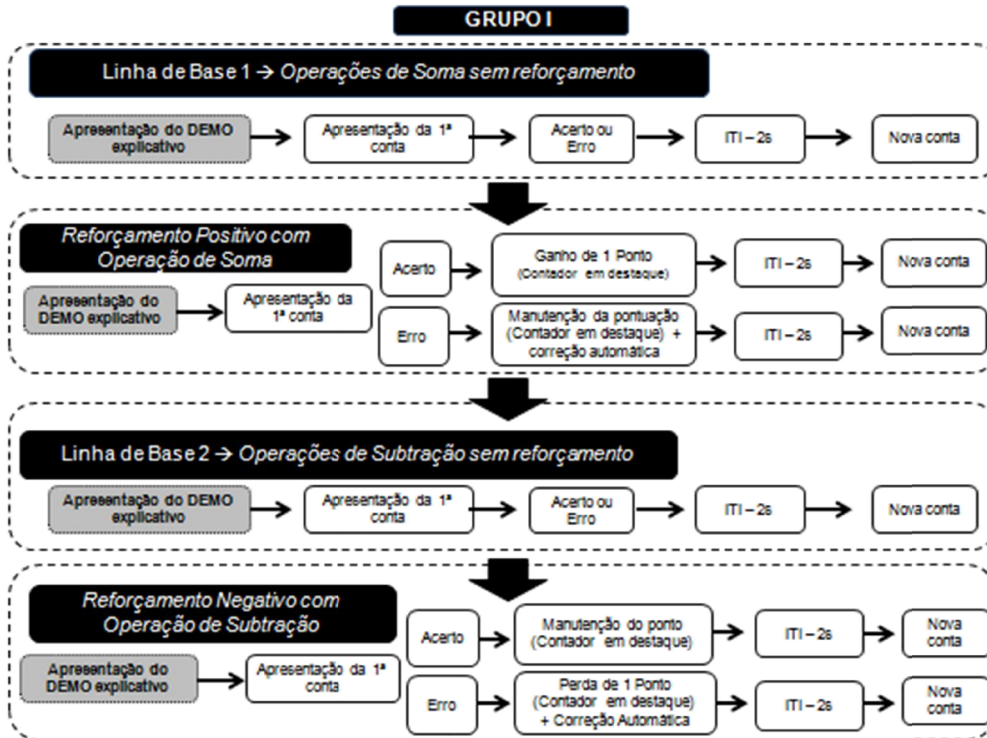 GRUPO I
Linha de Base 1 → Operações de Soma sem reforçamento
Apresentação do DEMO
explicativo
Apresentação da 1ª
conta
Acerto ou
Erro
ITI – 2s
Nova conta
Reforçamento Positivo com
Operação de Soma
Apresentação do
DEMO explicativo
Apresentação da
1ª conta
Acerto
Ganho de 1 Ponto
(Contador em destaque)
ITI – 2s
Nova conta
Erro
Manutenção da pontuação
(Contador em destaque) +
correção automática
ITI – 2s
Nova conta
Linha de Base 2 → Operações de Subtração sem reforçamento
Apresentação do DEMO
explicativo
Apresentação da 1ª
conta
Acerto ou
Erro
ITI – 2s
Nova conta
Reforçamento Negativo com
Operação de Subtração
Apresentação do
DEMO explicativo
Apresentação da 1ª
conta
Acerto
Manutenção do ponto
(Contador em destaque)
ITI – 2s
Nova
conta
Erro
Perda de 1 Ponto
(Contador em destaque)
+ Correção Automática
ITI – 2s
Nova
conta